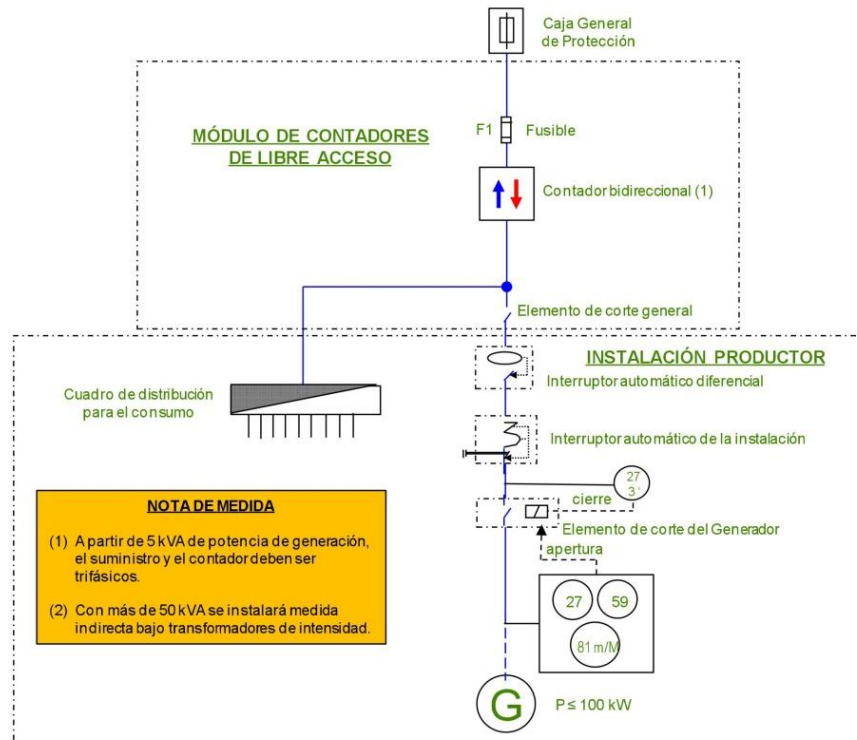 Caja General
de Protección
MÓDULO DE CONTADORES
DE LIBRE ACCESO
F1
Fusible
Contador bidireccional (1)
Elemento de corte general
INSTALACIÓN PRODUCTOR
Interruptor automático diferencial
Cuadro de distribución
para el consumo
Interruptor automático de la instalación
27
3'
cierre
Elemento de corte del Generador
apertura
NOTA DE MEDIDA
(1) A partir de 5 kVA de potencia de generación,
el suministro y el contador deben ser
trifásicos.
(2) Con más de 50 kVA se instalará medida
indirecta bajo transformadores de intensidad.
27
59
81 m/M
G
P ≤ 100 kW